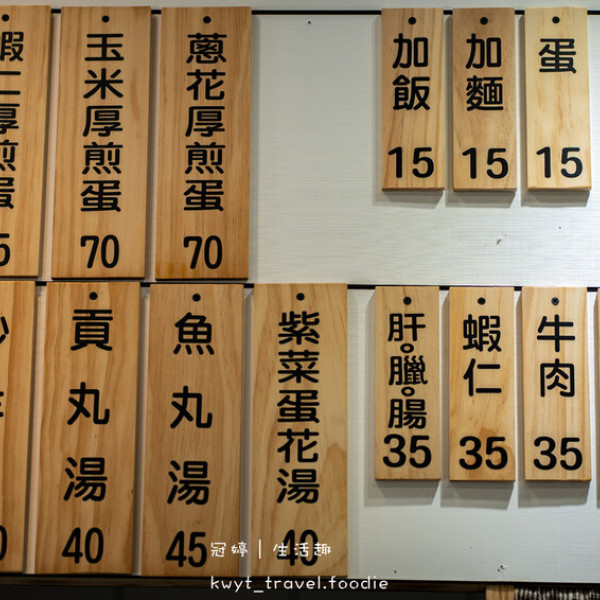 玉米厚煎蛋
70
蔥花厚煎蛋
70
加飯
15
加麵
15
蛋
15
貢丸湯
40
魚丸湯
45
紫菜蛋花湯
40
肝。臘。腸
35
蝦仁
35
牛肉
35
冠婷｜生活趣
kwyt_travel.foodie